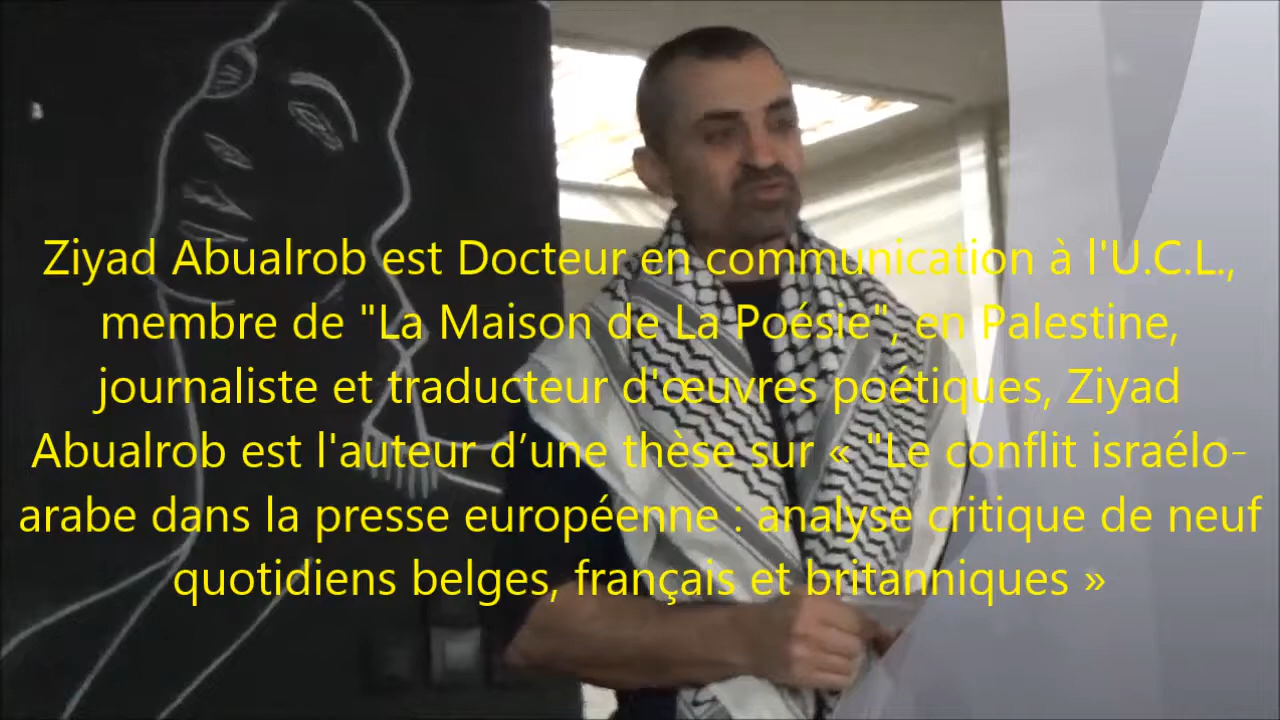 Ziyad Abualrob est Docteur en communication à l'U.C.L.,
membre de "La Maison de La Poésie", en Palestine,
journaliste et traducteur d'œuvres poétiques, Ziyad
Abualrob est l'auteur d’une thèse sur « "Le conflit israélo-
arabe dans la presse européenne : analyse critique de neuf
quotidiens belges, français et britanniques »